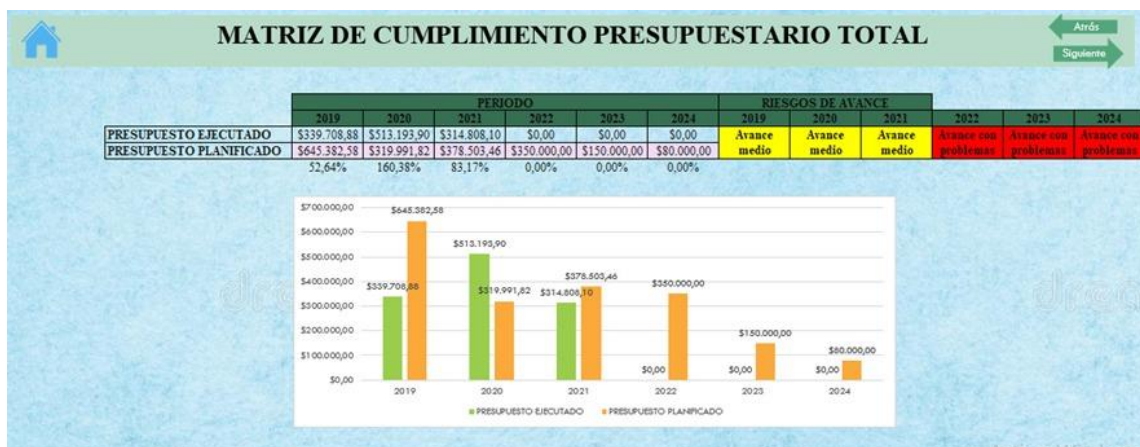 MATRIZ DE CUMPLIMIENTO PRESUPUESTARIO TOTAL
Atrás
Siguiente
PERIODO RIESGOS DE AVANCE
2019 2020 2021 2022 2023 2024 2019 2020 2021 2022 2023 2024
PRESUPUESTO EJECUTADO $339.708,88 $513.193,90 $314.808,10 $0,00 $0,00 $0,00 Avance Avance Avance Avance con Avance con Avance con
PRESUPUESTO PLANIFICADO $645.382,58 $319.991,82 $378.503,46 $350.000,00 $150.000,00 $80.000,00 medio medio medio problemas problemas problemas
52,64% 160,38% 83,17% 0,00% 0,00% 0,00%
$700.000,00
$645.382,58
$600.000,00
$513.193,90
$500.000,00
$400.000,00
$339.708,88 $319.991,82 $314.808,10 $378.503,46 $350.000,00
$300.000,00
$200.000,00
$150.000,00
$100.000,00
$80.000,00
$0,00 $0,00 $0,00
$0,00
2019 2020 2021 2022 2023 2024
PRESUPUESTO EJECUTADO PRESUPUESTO PLANIFICADO